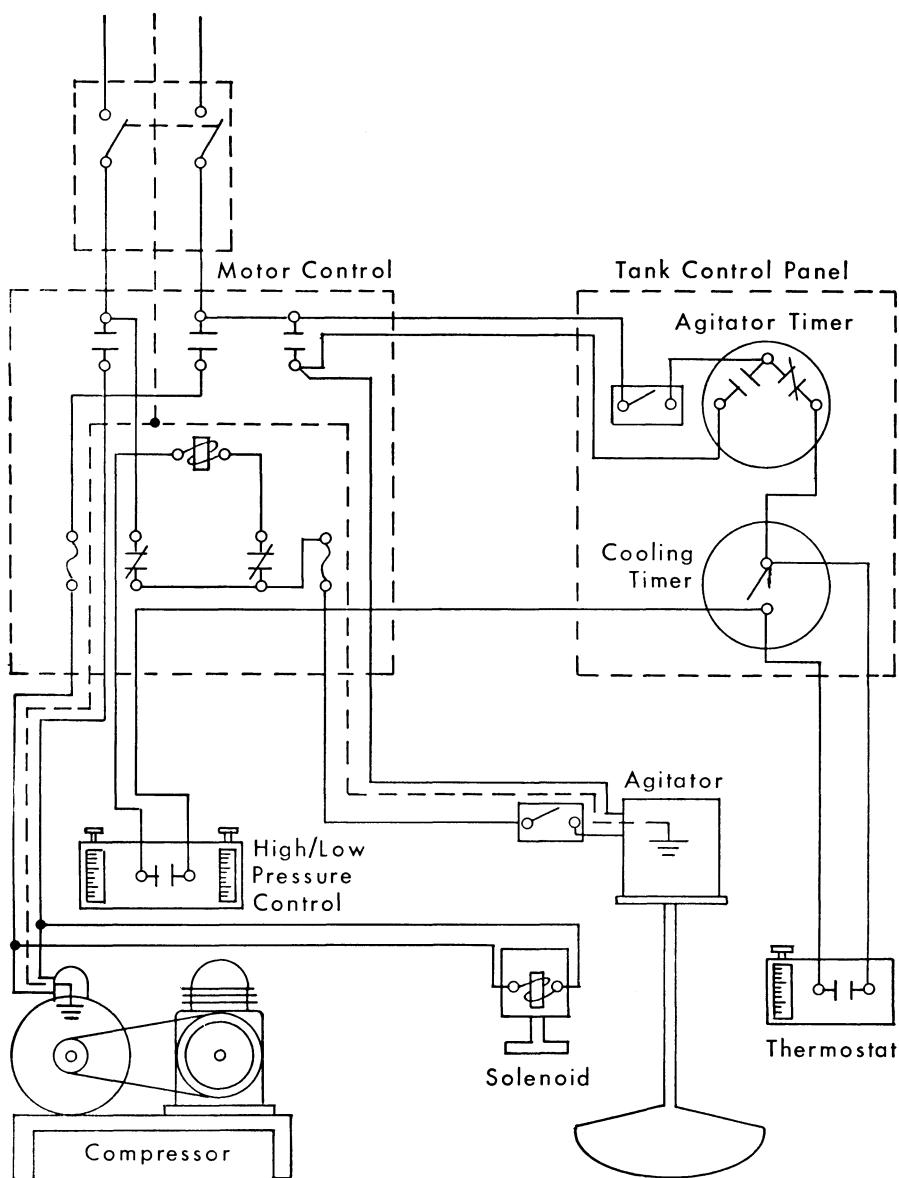 Motor Control
Tank Control Panel
Agitator Timer
Cooling
Timer
Agitator
High/Low
Pressure
Control
Solenoid
Thermostat
Compressor